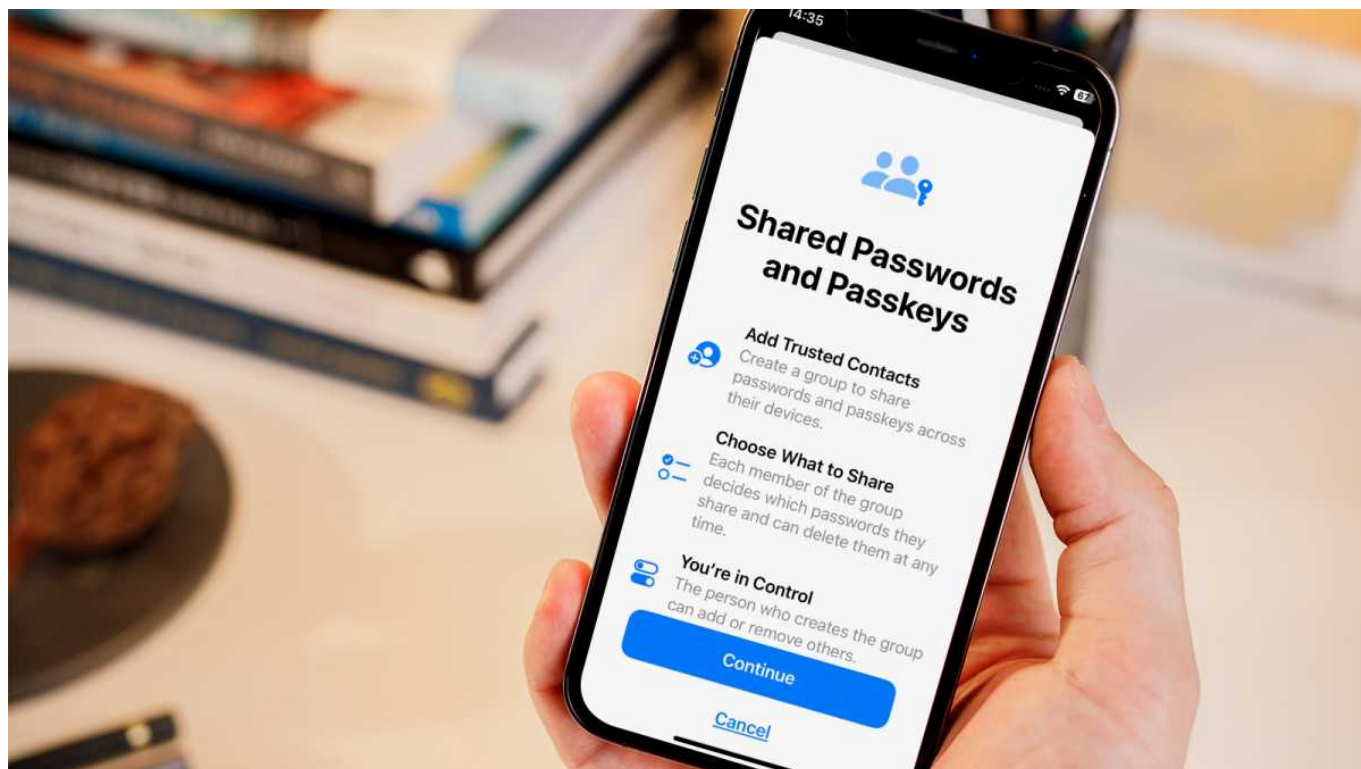 14:35
67
Shared Passwords
and Passkeys
Add Trusted Contacts
Create a group to share
passwords and passkeys across
their devices.
Choose What to Share
Each member of the group
decides which passwords they
share and can delete them at any
time.
You're in Control
The person who creates the group
can add or remove others.
Continue
Cancel